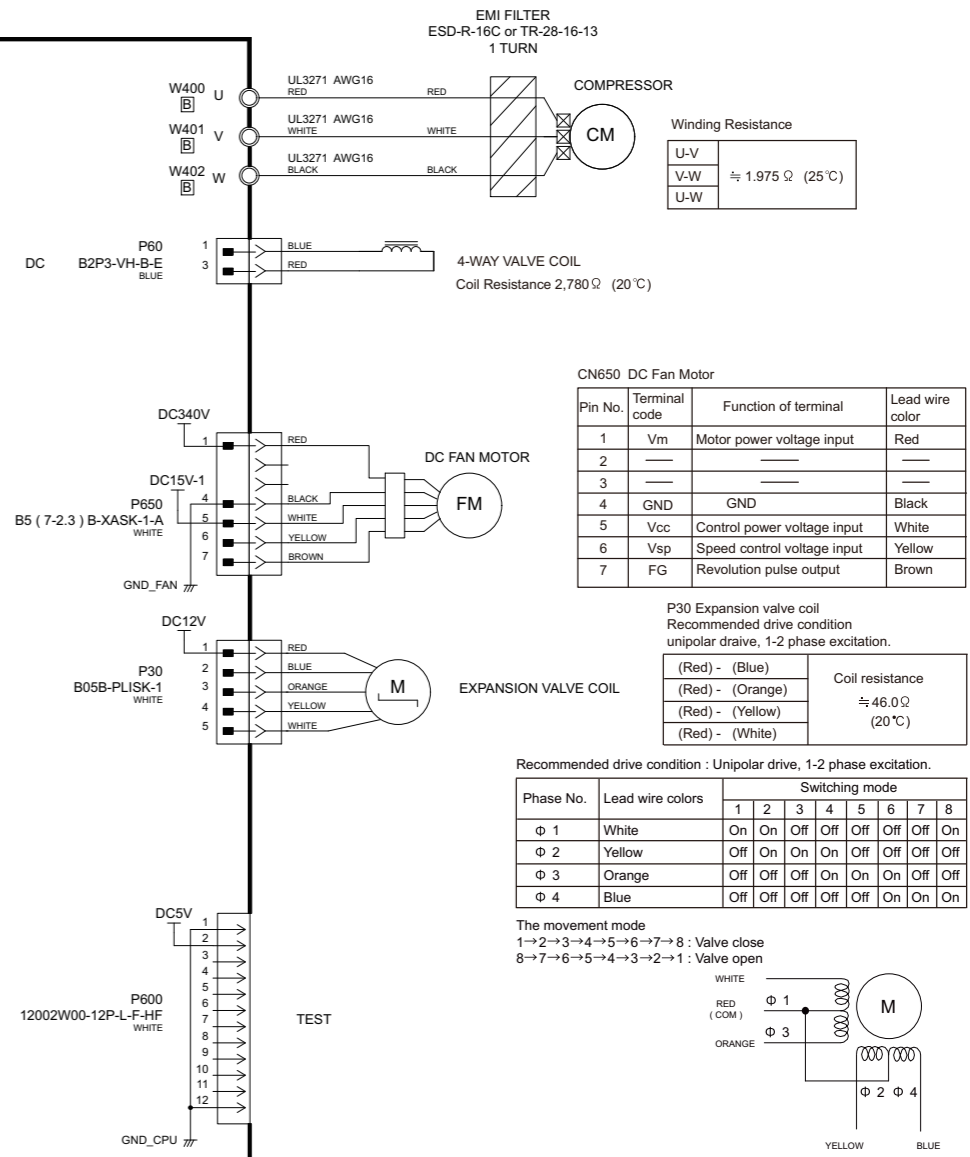 EMI FILTER
ESD-R-16C or TR-28-16-13
1 TURN
COMPRESSOR
W400 U
B
UL3271 AWG16
RED RED
W401 V
B
UL3271 AWG16
WHITE WHITE
CM
W402 W
B
UL3271 AWG16
BLACK BLACK
Winding Resistance
U-V
V-W ≒ 1.975 Ω (25℃)
U-W
DC
P60
B2P3-VH-B-E
BLUE
1 BLUE
3 RED
4-WAY VALVE COIL
Coil Resistance 2,780Ω (20℃)
CN650 DC Fan Motor
Pin No. Terminal code Function of terminal Lead wire color
1 Vm Motor power voltage input Red
2 —— —— ——
3 —— —— ——
4 GND GND Black
5 Vcc Control power voltage input White
6 Vsp Speed control voltage input Yellow
7 FG Revolution pulse output Brown
DC340V
DC15V-1
P650
B5 ( 7-2.3 ) B-XASK-1-A
WHITE
1 RED
4 BLACK
5 WHITE
6 YELLOW
7 BROWN
GND_FAN
DC FAN MOTOR
FM
P30 Expansion valve coil
Recommended drive condition
unipolar draive, 1-2 phase excitation.
(Red) - (Blue)
(Red) - (Orange)
(Red) - (Yellow)
(Red) - (White)
Coil resistance
≒46.0Ω
(20℃)
DC12V
P30
B05B-PLISK-1
WHITE
1 RED
2 BLUE
3 ORANGE
4 YELLOW
5 WHITE
M
EXPANSION VALVE COIL
Recommended drive condition : Unipolar drive, 1-2 phase excitation.
Phase No. Lead wire colors Switching mode
1 2 3 4 5 6 7 8
Φ 1 White On On Off Off Off Off Off On
Φ 2 Yellow Off On On On Off Off Off Off
Φ 3 Orange Off Off Off On On On Off Off
Φ 4 Blue Off Off Off Off Off On On On
The movement mode
1→2→3→4→5→6→7→8 : Valve close
8→7→6→5→4→3→2→1 : Valve open
DC5V
P600
12002W00-12P-L-F-HF
WHITE
1
2
3
4
5
6
7
8
9
10
11
12
TEST
GND_CPU
WHITE
RED
( COM )
ORANGE
Φ 1
Φ 3
M
Φ 2 Φ 4
YELLOW BLUE